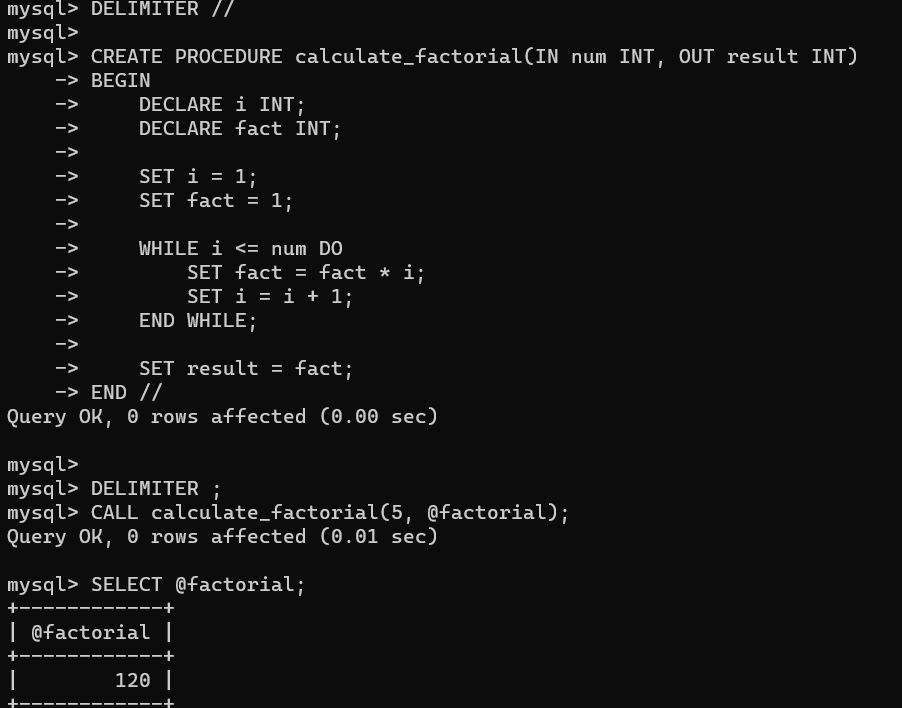 mysql> DELIMITER //
mysql>
mysql> CREATE PROCEDURE calculate_factorial(IN num INT, OUT result INT)
    -> BEGIN
    ->     DECLARE i INT;
    ->     DECLARE fact INT;
    ->
    ->     SET i = 1;
    ->     SET fact = 1;
    ->
    ->     WHILE i <= num DO
    ->         SET fact = fact * i;
    ->         SET i = i + 1;
    ->     END WHILE;
    ->
    ->     SET result = fact;
    -> END //
Query OK, 0 rows affected (0.00 sec)

mysql>
mysql> DELIMITER ;
mysql> CALL calculate_factorial(5, @factorial);
Query OK, 0 rows affected (0.01 sec)

mysql> SELECT @factorial;
+------------+
| @factorial |
+------------+
|        120 |
+------------+